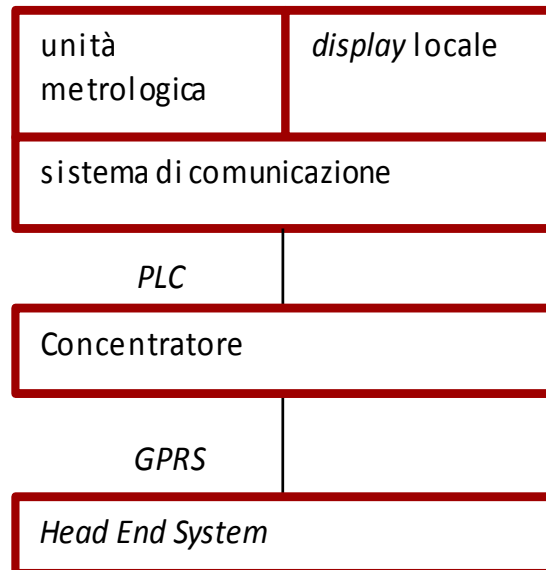 unità
metrologica
display locale
sistema di comunicazione
PLC
Concentratore
GPRS
Head End System